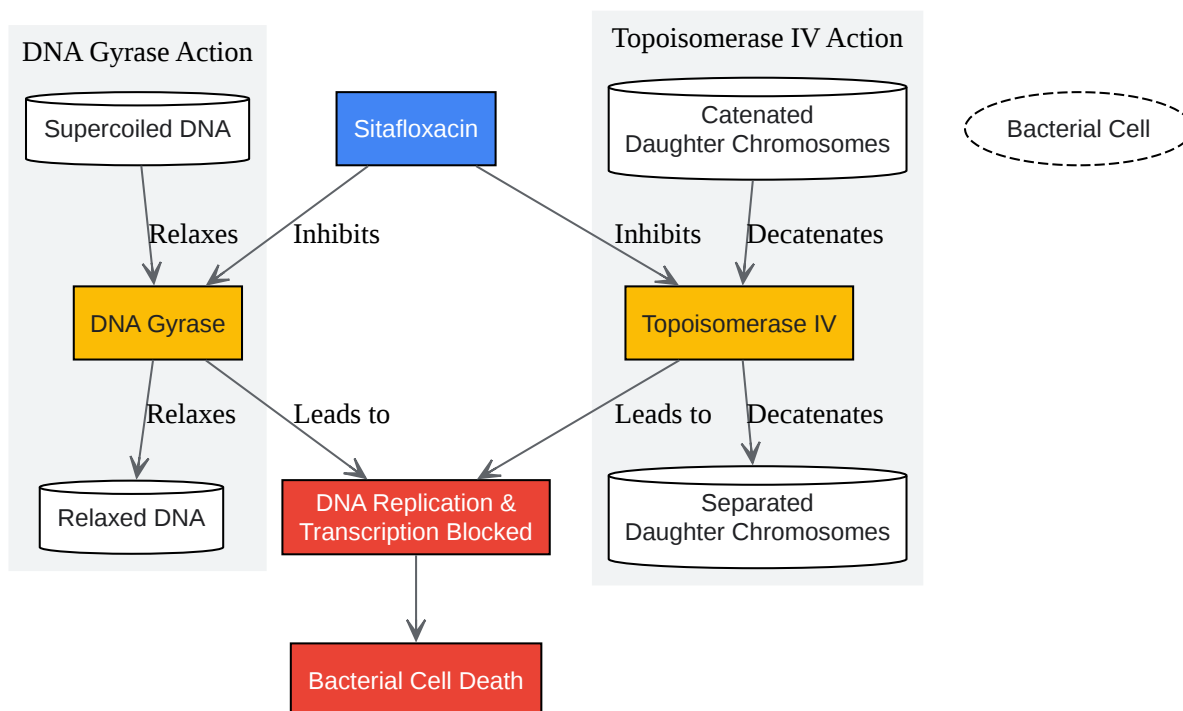 DNA Gyrase Action
Topoisomerase IV Action
Supercoiled DNA
Sitafloxacin
Catenated
Daughter Chromosomes
Bacterial Cell
Relaxes
Inhibits
Inhibits
Decatenates
DNA Gyrase
Topoisomerase IV
Relaxes
Leads to
Leads to
Decatenates
Relaxed DNA
DNA Replication &
Transcription Blocked
Separated
Daughter Chromosomes
Bacterial Cell Death